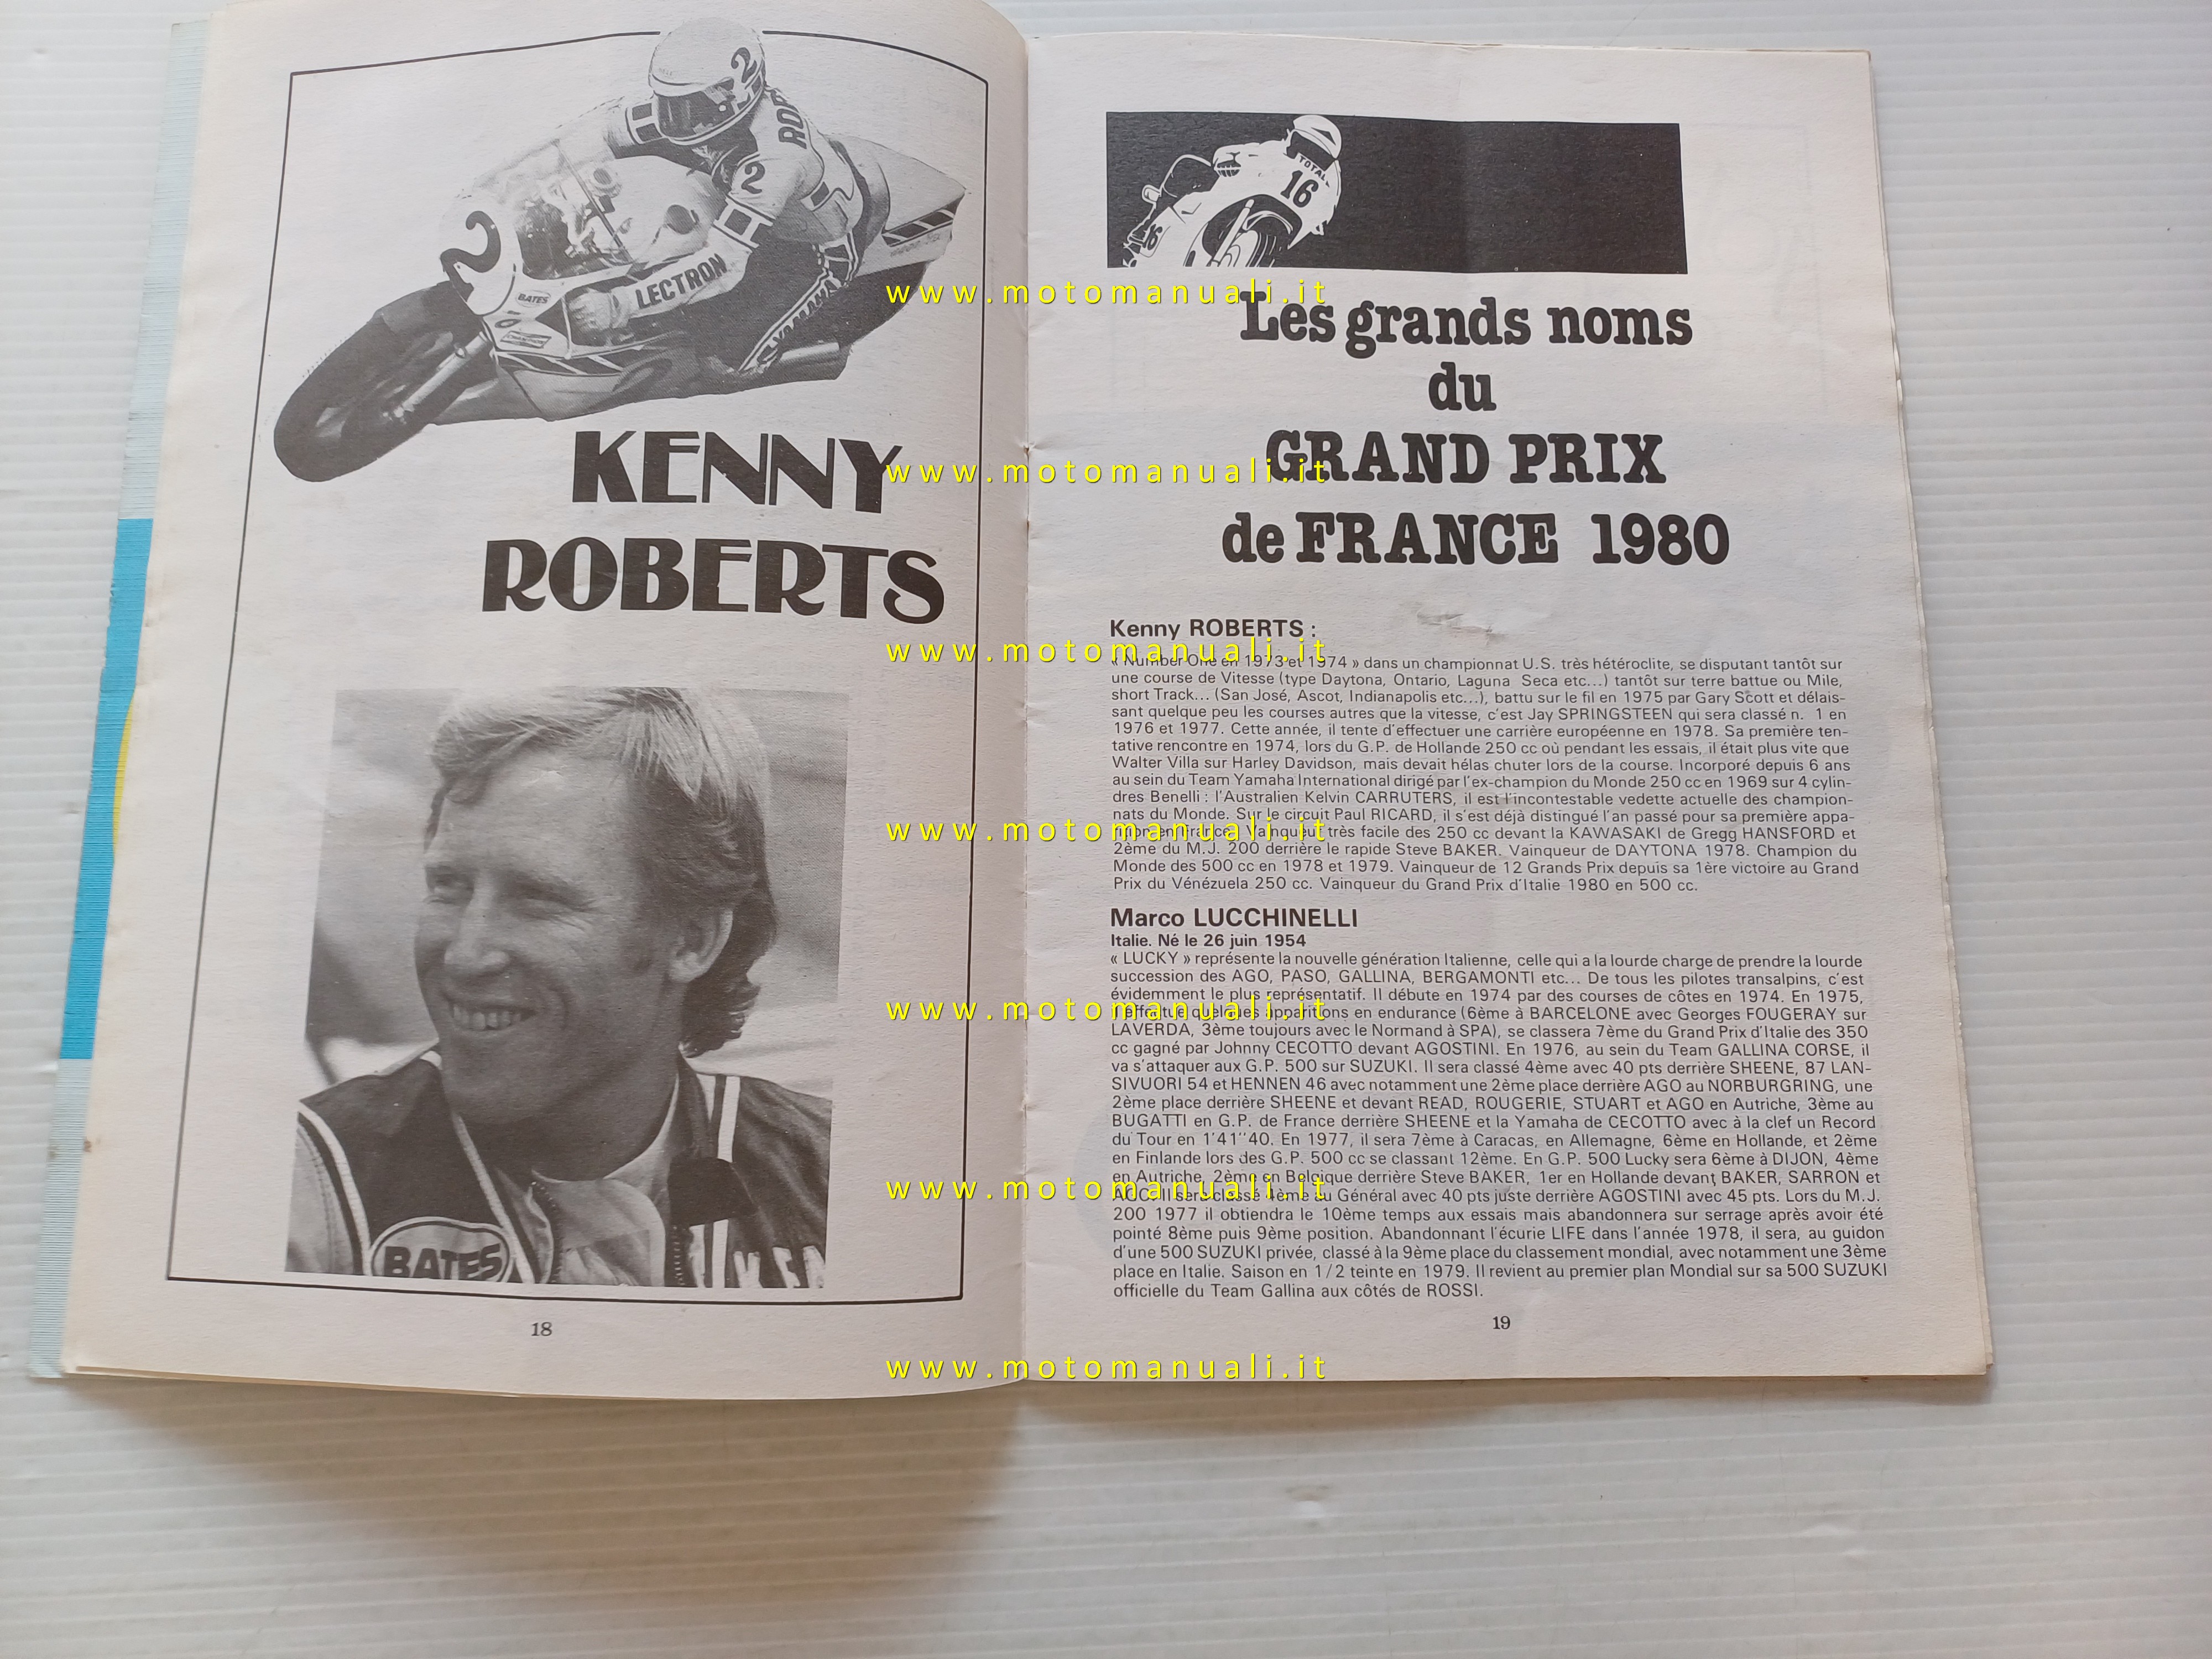 2
ROB
2
2
BATES
LECTRON
YAMAHA
KENNY
ROBERTS
BATES
KEN
18
TOTAL
16
16
Les grands noms
du
GRAND PRIX
de FRANCE 1980
Kenny ROBERTS :
« Number One en 1973 et 1974 » dans un championnat U.S. très hétéroclite, se disputant tantôt sur
une course de Vitesse (type Daytona, Ontario, Laguna Seca etc...) tantôt sur terre battue ou Mile,
short Track... (San José, Ascot, Indianapolis etc...), battu sur le fil en 1975 par Gary Scott et délais-
sant quelque peu les courses autres que la vitesse, c'est Jay SPRINGSTEEN qui sera classé n. 1 en
1976 et 1977. Cette année, il tente d'effectuer une carrière européenne en 1978. Sa première ten-
tative rencontre en 1974, lors du G.P. de Hollande 250 cc où pendant les essais, il était plus vite que
Walter Villa sur Harley Davidson, mais devait hélas chuter lors de la course. Incorporé depuis 6 ans
au sein du Team Yamaha International dirigé par l'ex-champion du Monde 250 cc en 1969 sur 4 cylin-
dres Benelli : l'Australien Kelvin CARRUTERS, il est l'incontestable vedette actuelle des champion-
nats du Monde. Sur le circuit Paul RICARD, il s'est déjà distingué l'an passé pour sa première appa-
rition en France. Vainqueur très facile des 250 cc devant la KAWASAKI de Gregg HANSFORD et
2ème du M.J. 200 derrière le rapide Steve BAKER. Vainqueur de DAYTONA 1978. Champion du
Monde des 500 cc en 1978 et 1979. Vainqueur de 12 Grands Prix depuis sa 1ère victoire au Grand
Prix du Vénézuela 250 cc. Vainqueur du Grand Prix d'Italie 1980 en 500 cc.
Marco LUCCHINELLI
Italie. Né le 26 juin 1954
« LUCKY » représente la nouvelle génération Italienne, celle qui a la lourde charge de prendre la lourde
succession des AGO, PASO, GALLINA, BERGAMONTI etc... De tous les pilotes transalpins, c'est
évidemment le plus représentatif. Il débute en 1974 par des courses de côtes en 1974. En 1975,
il effectue quelques apparitions en endurance (6ème à BARCELONE avec Georges FOUGERAY sur
LAVERDA, 3ème toujours avec le Normand à SPA), se classera 7ème du Grand Prix d'Italie des 350
cc gagné par Johnny CECOTTO devant AGOSTINI. En 1976, au sein du Team GALLINA CORSE, il
va s'attaquer aux G.P. 500 sur SUZUKI. Il sera classé 4ème avec 40 pts derrière SHEENE, 87 LAN-
SIVUORI 54 et HENNEN 46 avec notamment une 2ème place derrière AGO au NORBURGRING, une
2ème place derrière SHEENE et devant READ, ROUGERIE, STUART et AGO en Autriche, 3ème au
BUGATTI en G.P. de France derrière SHEENE et la Yamaha de CECOTTO avec à la clef un Record
du Tour en 1'41''40. En 1977, il sera 7ème à Caracas, en Allemagne, 6ème en Hollande, et 2ème
en Finlande lors des G.P. 500 cc se classant 12ème. En G.P. 500 Lucky sera 6ème à DIJON, 4ème
en Autriche, 2ème en Belgique derrière Steve BAKER, 1er en Hollande devant BAKER, SARRON et
AGO. Il sera classé 4ème au Général avec 40 pts juste derrière AGOSTINI avec 45 pts. Lors du M.J.
200 1977 il obtiendra le 10ème temps aux essais mais abandonnera sur serrage après avoir été
pointé 8ème puis 9ème position. Abandonnant l'écurie LIFE dans l'année 1978, il sera, au guidon
d'une 500 SUZUKI privée, classé à la 9ème place du classement mondial, avec notamment une 3ème
place en Italie. Saison en 1/2 teinte en 1979. Il revient au premier plan Mondial sur sa 500 SUZUKI
officielle du Team Gallina aux côtés de ROSSI.
19
www.motomanuali.it
www.motomanuali.it
www.motomanuali.it
www.motomanuali.it
www.motomanuali.it
www.motomanuali.it
www.motomanuali.it